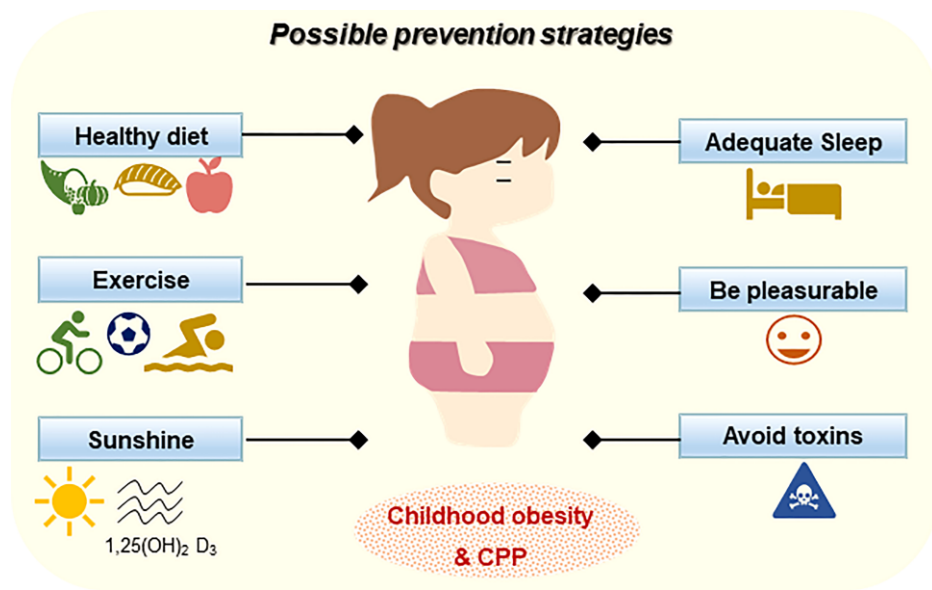 Possible prevention strategies
Healthy diet
Exercise
Sunshine
1,25(OH)₂ D₃
Adequate Sleep
Be pleasurable
Avoid toxins
Childhood obesity
& CPP